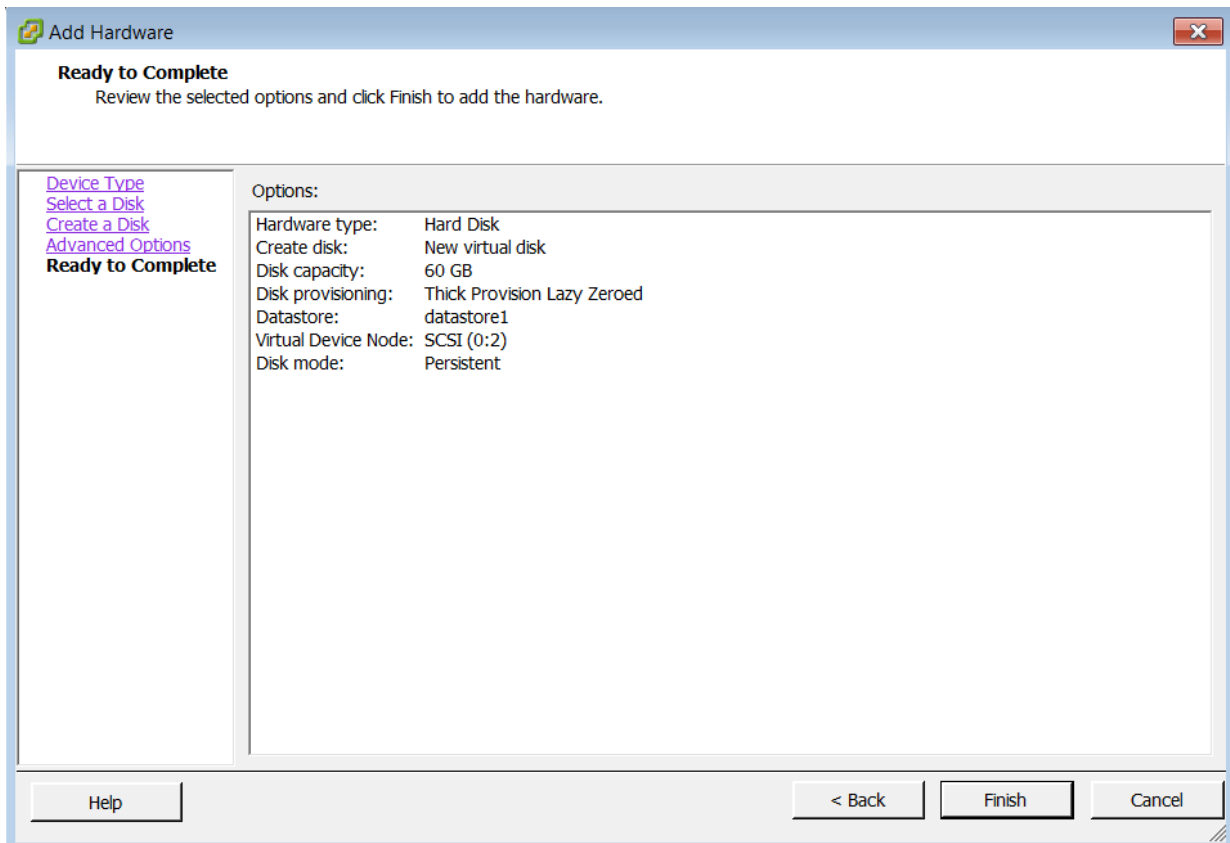 Add Hardware
Ready to Complete
Review the selected options and click Finish to add the hardware.
Device Type
Select a Disk
Create a Disk
Advanced Options
Ready to Complete
Options:
Hardware type: Hard Disk
Create disk: New virtual disk
Disk capacity: 60 GB
Disk provisioning: Thick Provision Lazy Zeroed
Datastore: datastore1
Virtual Device Node: SCSI (0:2)
Disk mode: Persistent
Help
< Back
Finish
Cancel